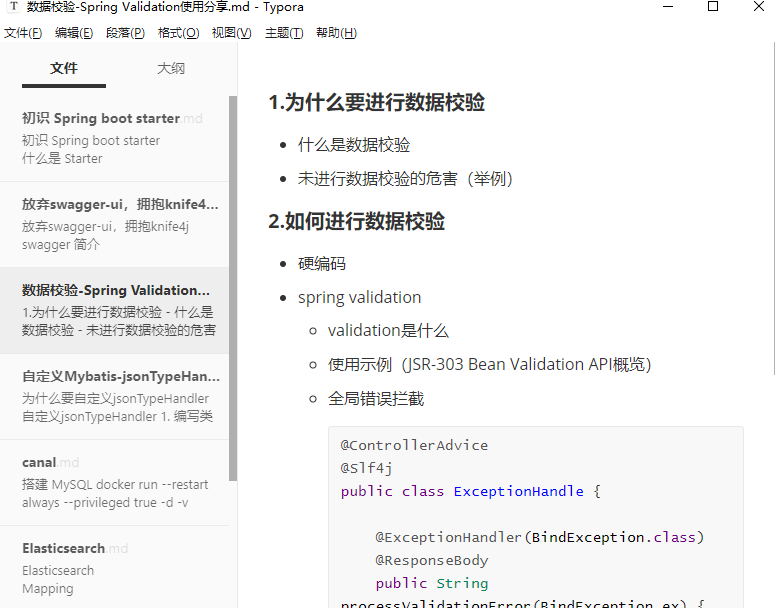 T 数据校验-Spring Validation使用分享.md - Typora
文件(F) 编辑(E) 段落(P) 格式(O) 视图(V) 主题(T) 帮助(H)
文件 大纲
初识 Spring boot starter.md
初识 Spring boot starter
什么是 Starter
放弃swagger-ui，拥抱knife4...
放弃swagger-ui，拥抱knife4j
swagger 简介
数据校验-Spring Validation...
1.为什么要进行数据校验 - 什么是
数据校验 - 未进行数据校验的危害
自定义Mybatis-jsonTypeHan...
为什么要自定义jsonTypeHandler
自定义jsonTypeHandler 1. 编写类
canal.md
搭建 MySQL docker run --restart
always --privileged true -d -v
Elasticsearch.md
Elasticsearch
Mapping
1.为什么要进行数据校验
什么是数据校验
未进行数据校验的危害（举例）
2.如何进行数据校验
硬编码
spring validation
validation是什么
使用示例（JSR-303 Bean Validation API概览）
全局错误拦截
@ControllerAdvice
@Slf4j
public class ExceptionHandle {
@ExceptionHandler(BindException.class)
@ResponseBody
public String
processValidationError(BindException ex) {